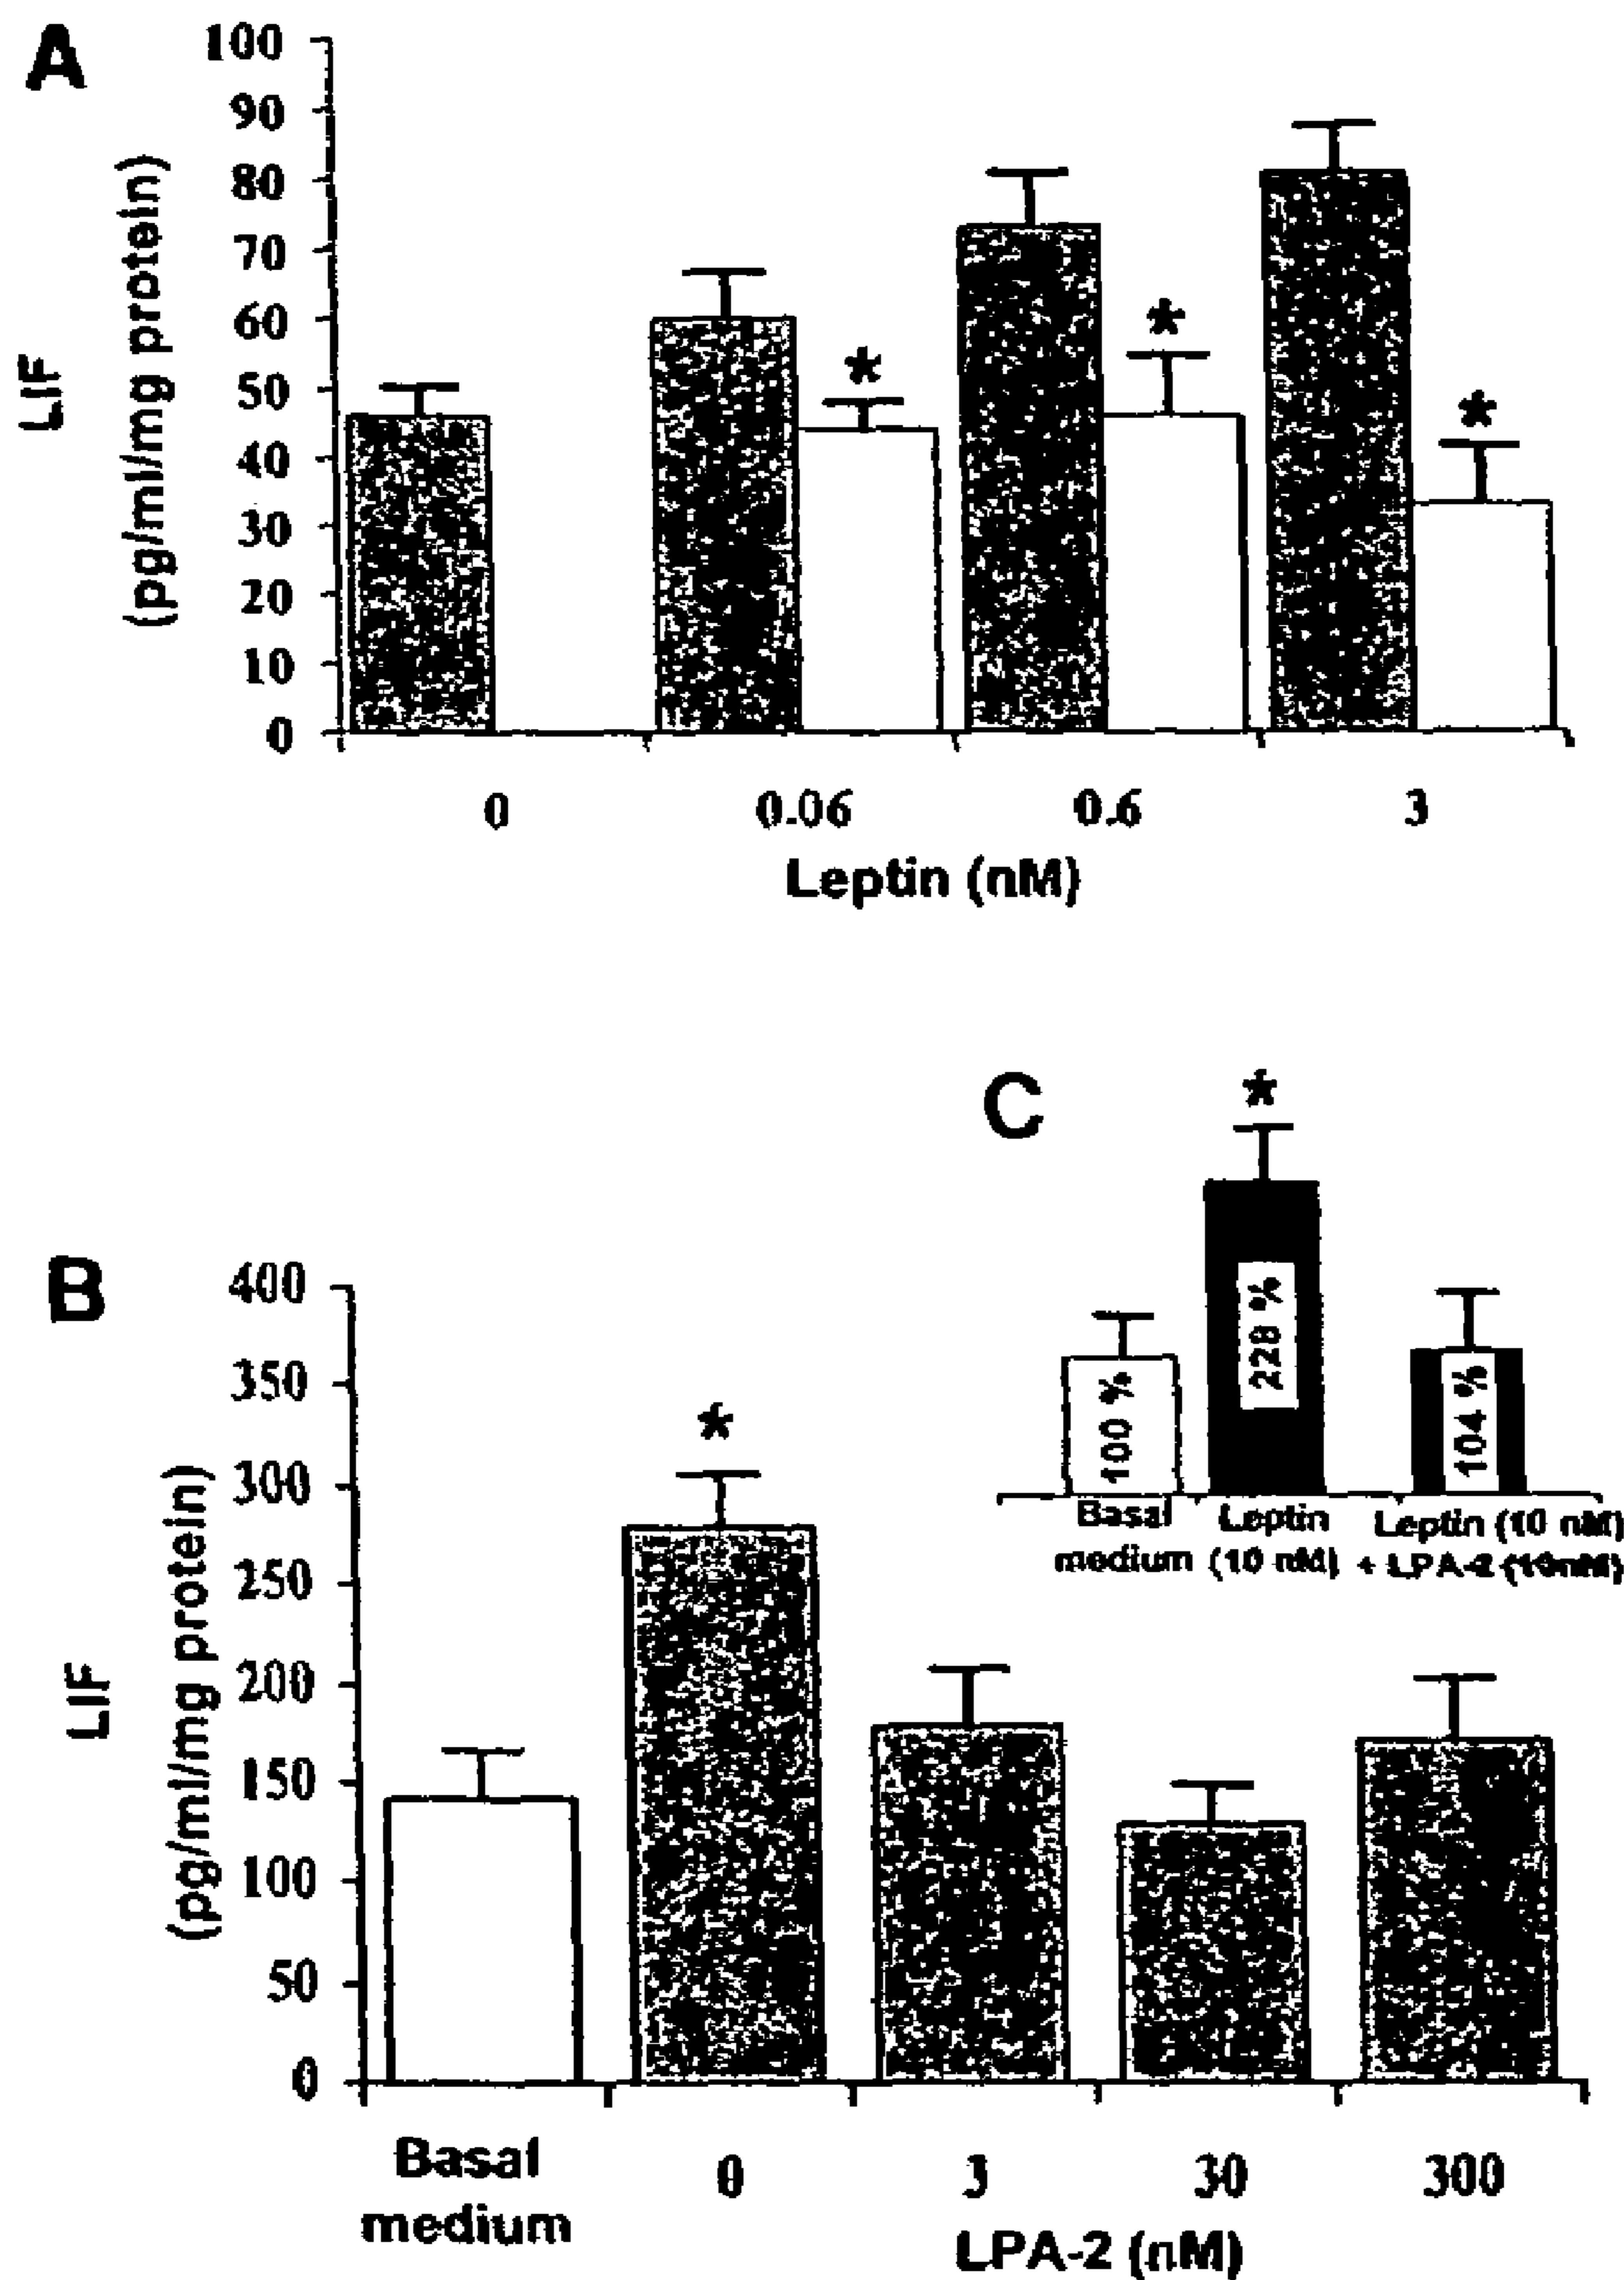 A
100
90
80
70
60
50
40
30
20
10
0
LIF
(pg/ml/mg protein)
*
*
*
0 0.06 0.6 3
Leptin (nM)
C
*
100 %
228 %
104 %
Basal Leptin Leptin (10 nM)
medium (10 nM) + LPA-2 (10nM)
B
400
350
300
250
200
150
100
50
0
LIF
(pg/ml/mg protein)
*
Basal
medium
0 3 30 300
LPA-2 (nM)